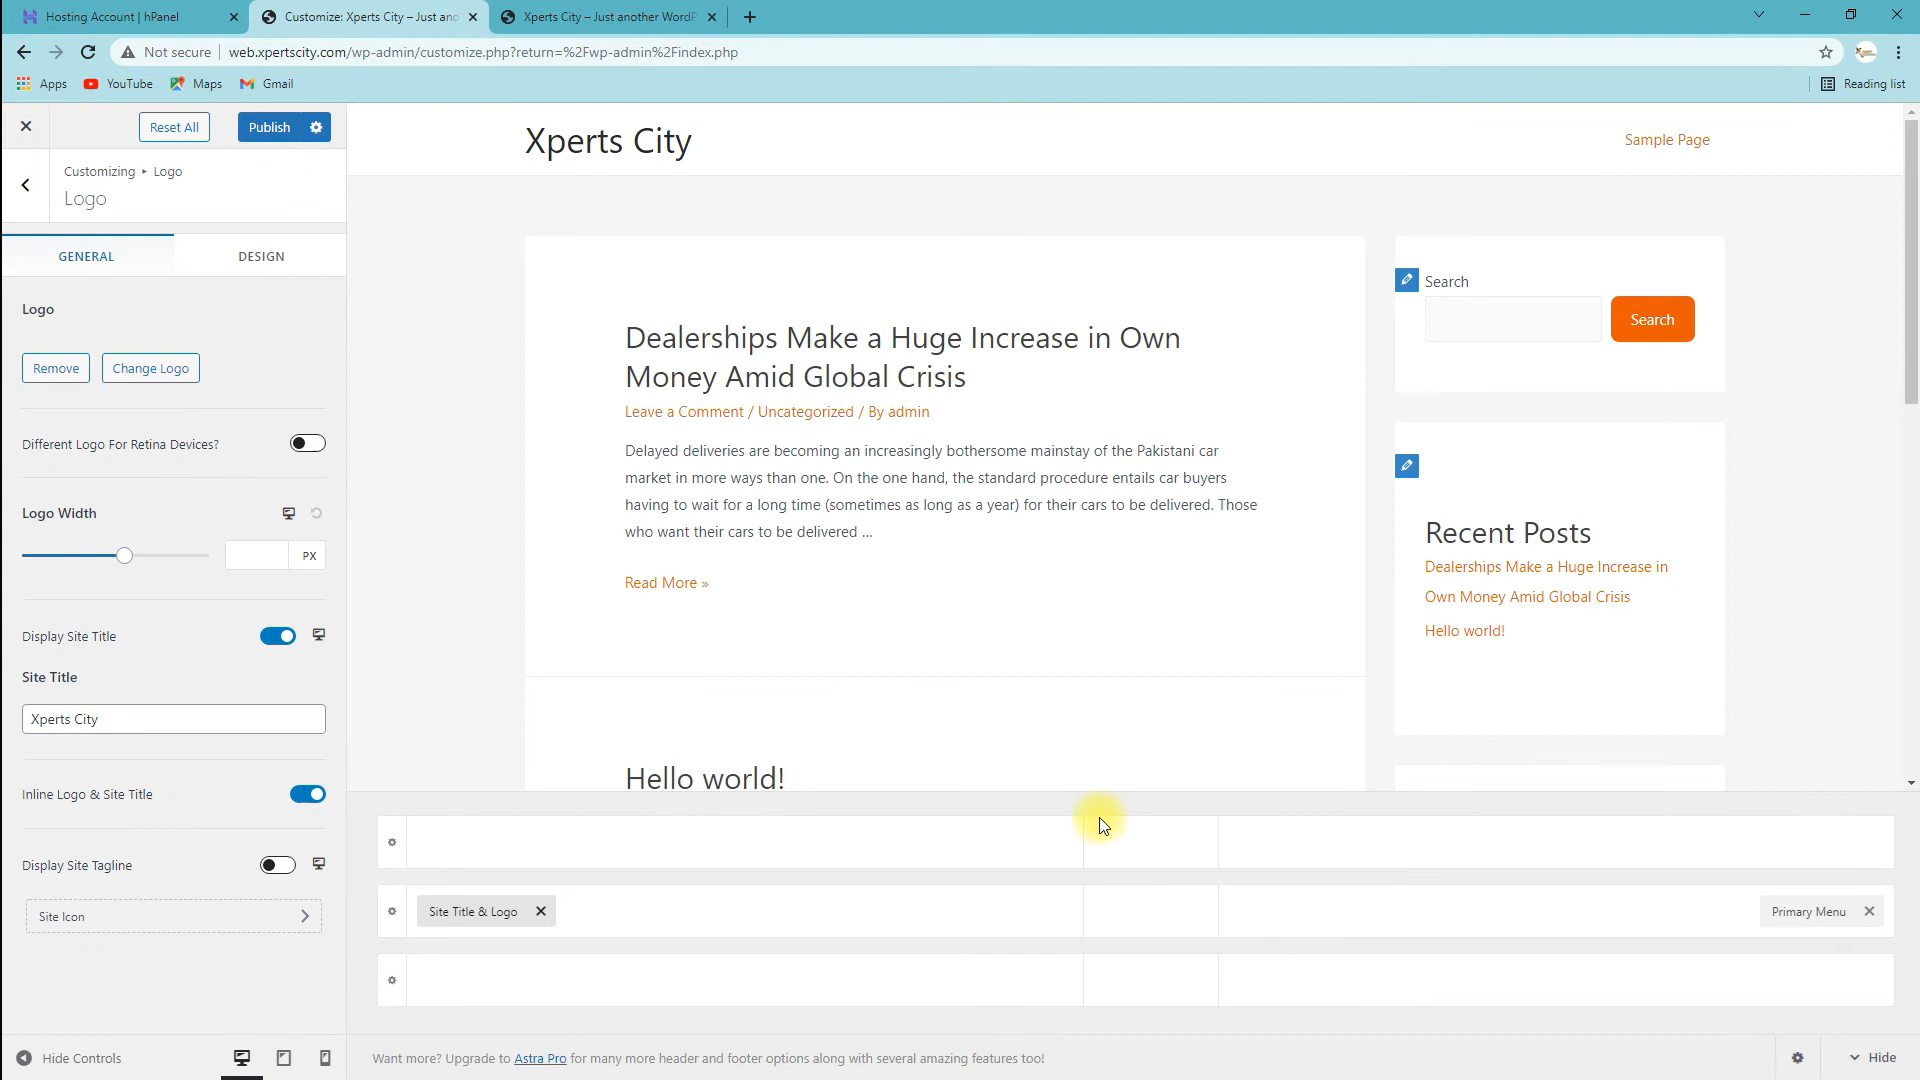 Hosting Account | hPanel
Customize: Xperts City – Just ano
Xperts City – Just another WordP
Not secure
web.xpertscity.com/wp-admin/customize.php?return=%2Fwp-admin%2Findex.php
Apps
YouTube
Maps
Gmail
Reading list
Reset All
Publish
Customizing ▸ Logo
Logo
GENERAL
DESIGN
Logo
Remove
Change Logo
Different Logo For Retina Devices?
Logo Width
PX
Display Site Title
Site Title
Xperts City
Inline Logo & Site Title
Display Site Tagline
Site Icon
Hide Controls
Xperts City
Sample Page
Dealerships Make a Huge Increase in Own
Money Amid Global Crisis
Leave a Comment / Uncategorized / By admin
Delayed deliveries are becoming an increasingly bothersome mainstay of the Pakistani car
market in more ways than one. On the one hand, the standard procedure entails car buyers
having to wait for a long time (sometimes as long as a year) for their cars to be delivered. Those
who want their cars to be delivered …
Read More »
Hello world!
Search
Search
Recent Posts
Dealerships Make a Huge Increase in
Own Money Amid Global Crisis
Hello world!
Site Title & Logo
Primary Menu
Want more? Upgrade to Astra Pro for many more header and footer options along with several amazing features too!
Hide